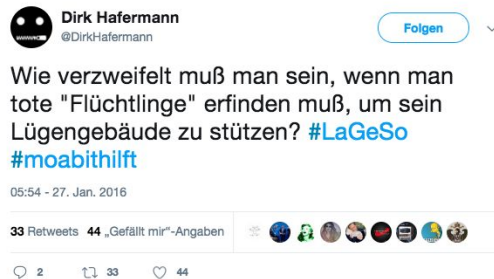 Dirk Hafermann
@DirkHafermann
Folgen
Wie verzweifelt muß man sein, wenn man
tote "Flüchtlinge" erfinden muß, um sein
Lügengebäude zu stützen? #LaGeSo
#moabithilft
05:54 - 27. Jan. 2016
33 Retweets 44 „Gefällt mir“-Angaben
2 33 44